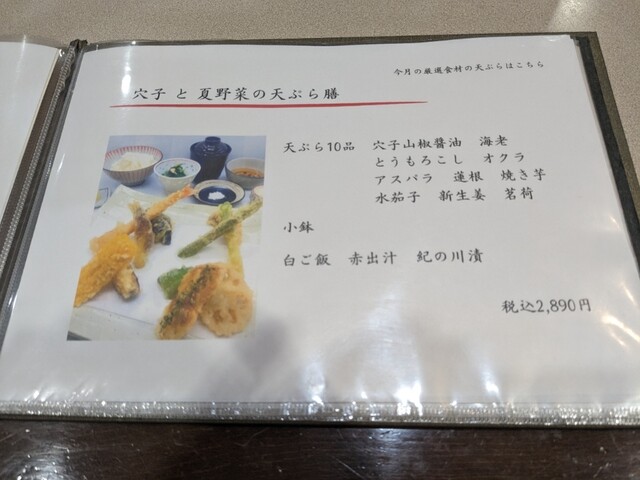 今月の厳選食材の天ぷらはこちら
穴子と夏野菜の天ぷら膳
天ぷら10品 穴子山椒醤油 海老
とうもろこし オクラ
アスパラ 蓮根 焼き芋
水茄子 新生姜 茗荷
小鉢
白ご飯 赤出汁 紀の川漬
税込2,890円